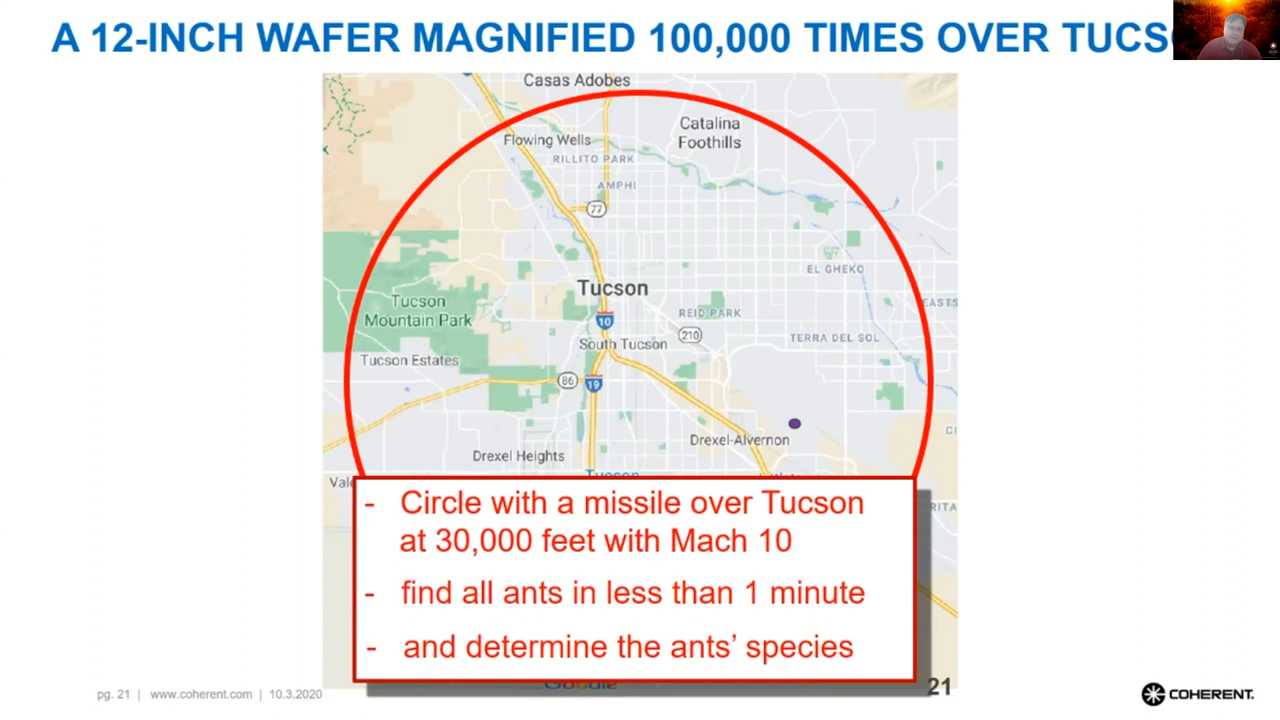 A 12-INCH WAFER MAGNIFIED 100,000 TIMES OVER
Casas Adobes
Catalina
Foothills
Flowing Wells
RILLITO PARK
AMPHI
77
EL GHEKO
Tucson
Tucson
Mountain Park
REID PARK
10
210
South Tucson
TERRA DEL SOL
Tucson Estates
86
19
Drexel-Alvernon
Drexel Heights
Tucson
- Circle with a missile over Tucson
at 30,000 feet with Mach 10
- find all ants in less than 1 minute
- and determine the ants’ species
Google
pg. 21 | www.coherent.com | 10.3.2020
21
COHERENT.